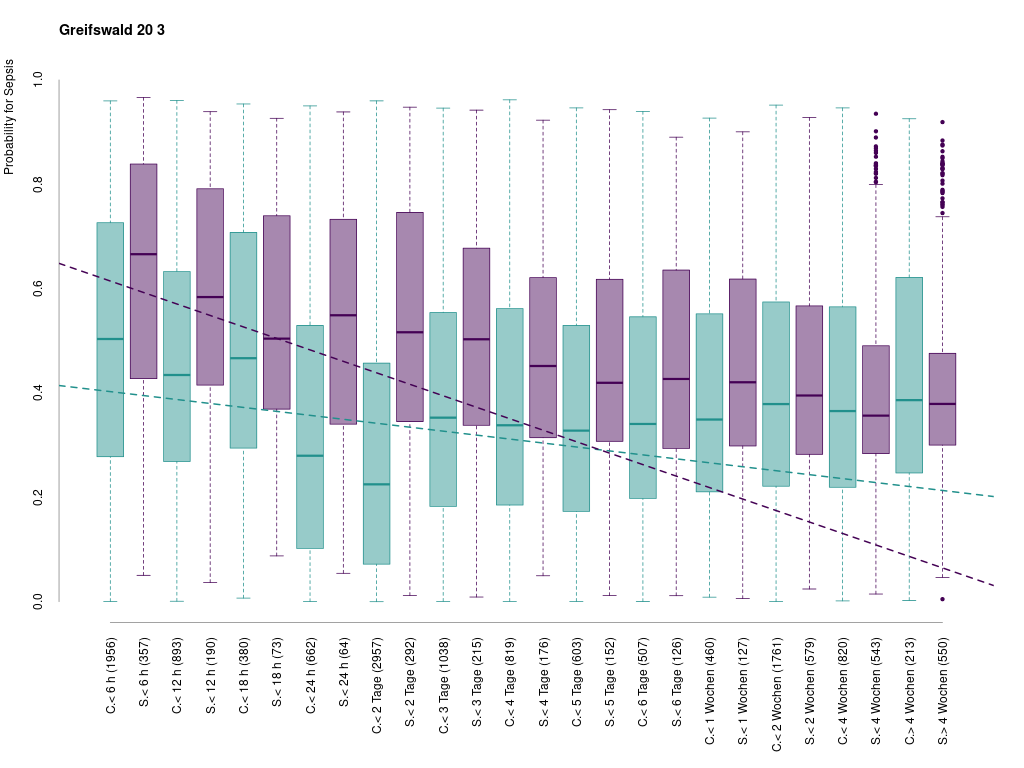 Greifswald 20 3
Probability for Sepsis
1.0
0.8
0.6
0.4
0.2
0.0
C.< 6 h (1956)
S.< 6 h (357)
C.< 12 h (893)
S.< 12 h (190)
C.< 18 h (380)
S.< 18 h (73)
C.< 24 h (662)
S.< 24 h (64)
C.< 2 Tage (2957)
S.< 2 Tage (292)
C.< 3 Tage (1038)
S.< 3 Tage (215)
C.< 4 Tage (819)
S.< 4 Tage (176)
C.< 5 Tage (603)
S.< 5 Tage (152)
C.< 6 Tage (507)
S.< 6 Tage (126)
C.< 1 Wochen (460)
S.< 1 Wochen (127)
C.< 2 Wochen (1761)
S.< 2 Wochen (579)
C.< 4 Wochen (820)
S.< 4 Wochen (543)
C.> 4 Wochen (213)
S.> 4 Wochen (550)